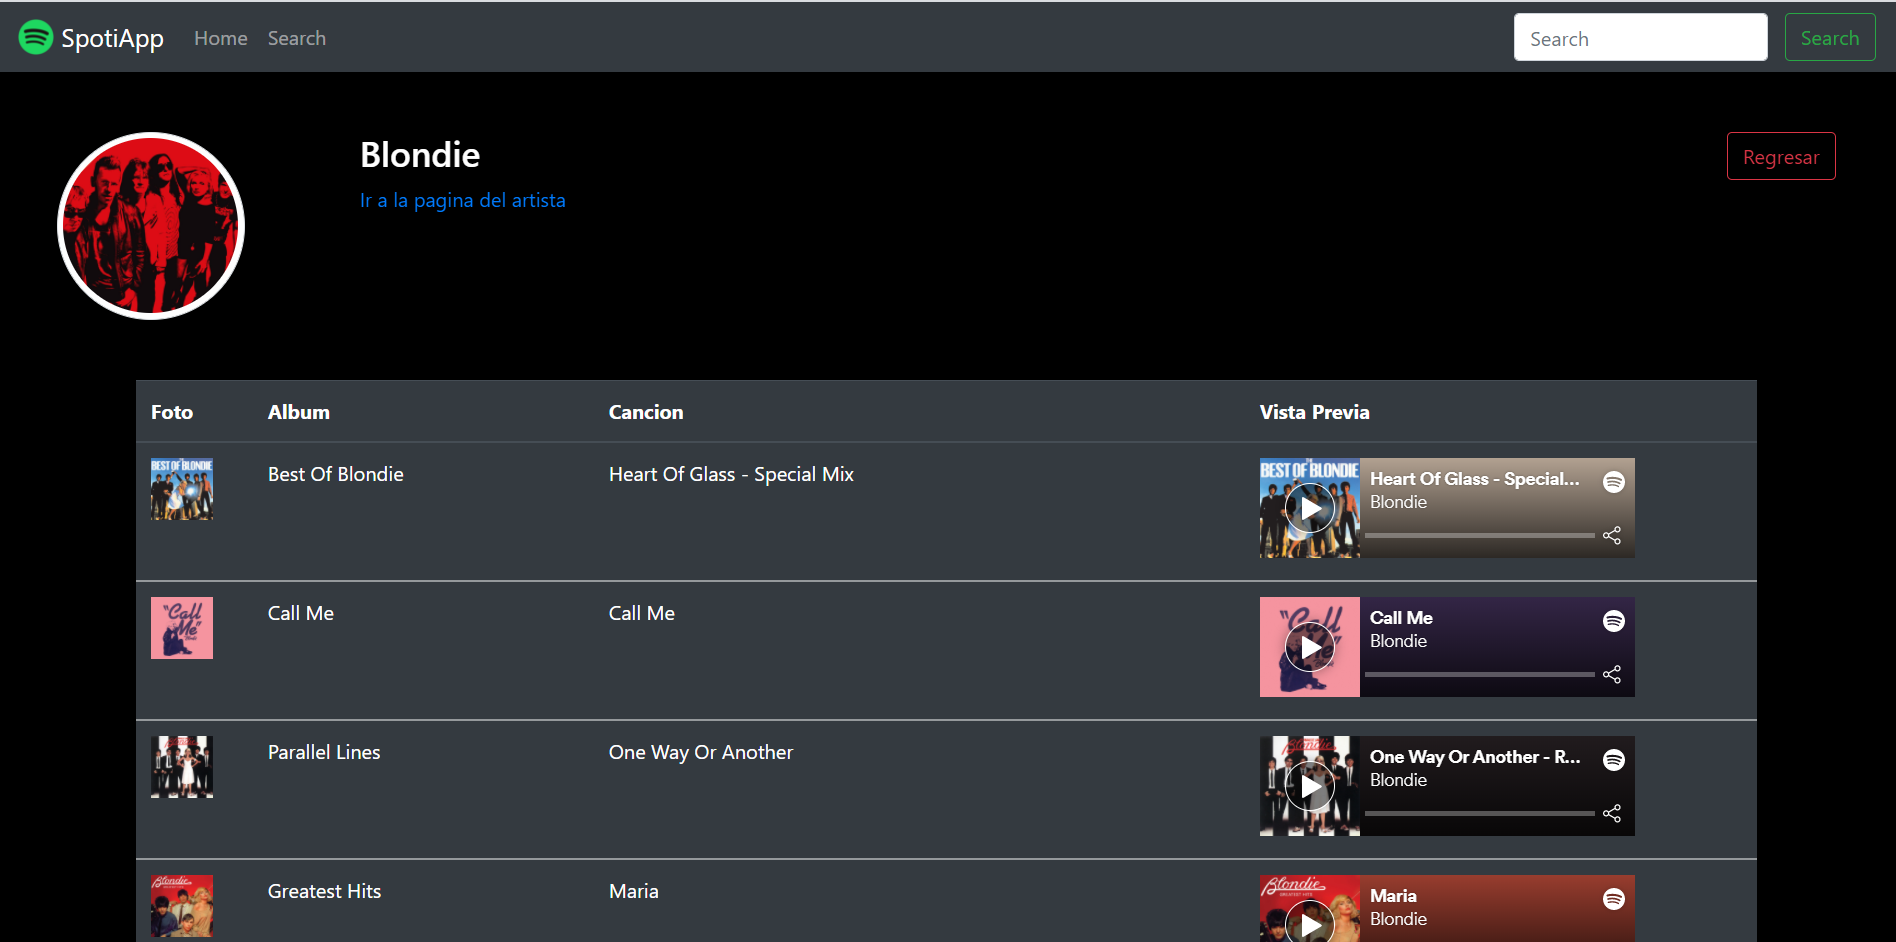 SpotiApp Home Search Search Search
Blondie
Regresar
Ir a la pagina del artista
Foto Album Cancion Vista Previa
BEST OF BLONDIE Best Of Blondie Heart Of Glass - Special Mix
BEST OF BLONDIE Heart Of Glass - Special...
Blondie
"Call Me" Call Me Call Me
"Call Me" Call Me
Blondie
Parallel Lines One Way Or Another
Blondie One Way Or Another - R...
Blondie
Blondie Greatest Hits Maria
Blondie
GREATEST HITS Maria
Blondie